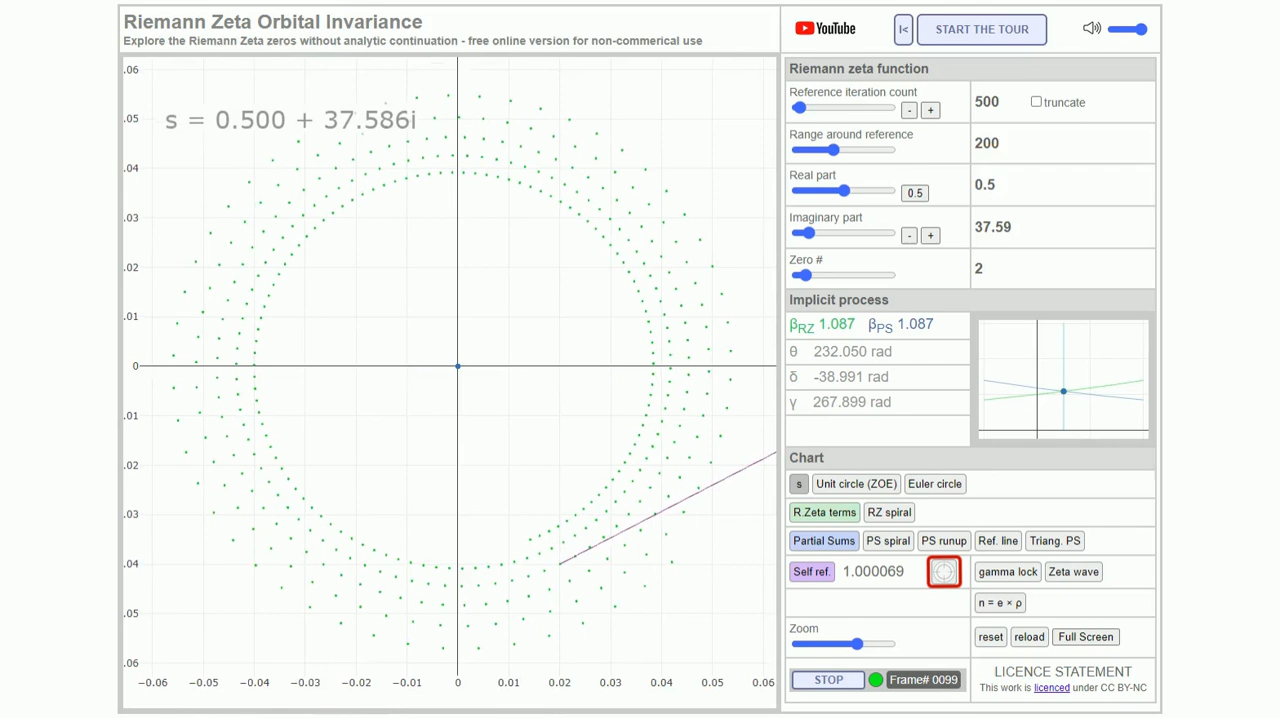 Riemann Zeta Orbital Invariance
Explore the Riemann Zeta zeros without analytic continuation - free online version for non-commerical use
YouTube
|<
START THE TOUR
s = 0.500 + 37.586i
.06
.05
.04
.03
.02
.01
0
.01
.02
.03
.04
.05
.06
−0.06
−0.05
−0.04
−0.03
−0.02
−0.01
0
0.01
0.02
0.03
0.04
0.05
0.06
Riemann zeta function
Reference iteration count
- +
500
truncate
Range around reference
200
Real part
0.5
0.5
Imaginary part
- +
37.59
Zero #
2
Implicit process
βRZ 1.087 βPS 1.087
θ 232.050 rad
δ -38.991 rad
γ 267.899 rad
Chart
s Unit circle (ZOE) Euler circle
R.Zeta terms RZ spiral
Partial Sums PS spiral PS runup Ref. line Triang. PS
Self ref. 1.000069 gamma lock Zeta wave
n = e × ρ
Zoom
reset reload Full Screen
STOP Frame# 0099
LICENCE STATEMENT
This work is licenced under CC BY-NC